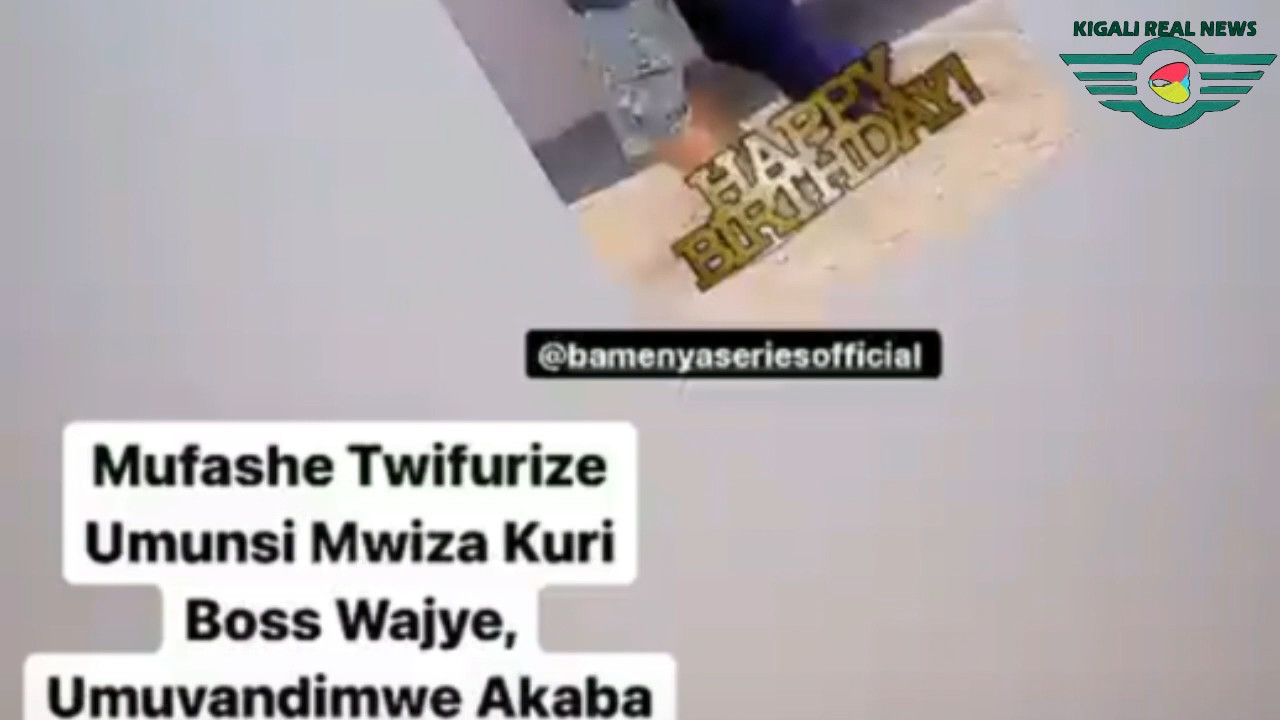 KIGALI REAL NEWS
HAPPY
BIRTHDAY!
@bamenyaseriesofficial
Mufashe Twifurize
Umunsi Mwiza Kuri
Boss Wajye,
Umuvandimwe Akaba